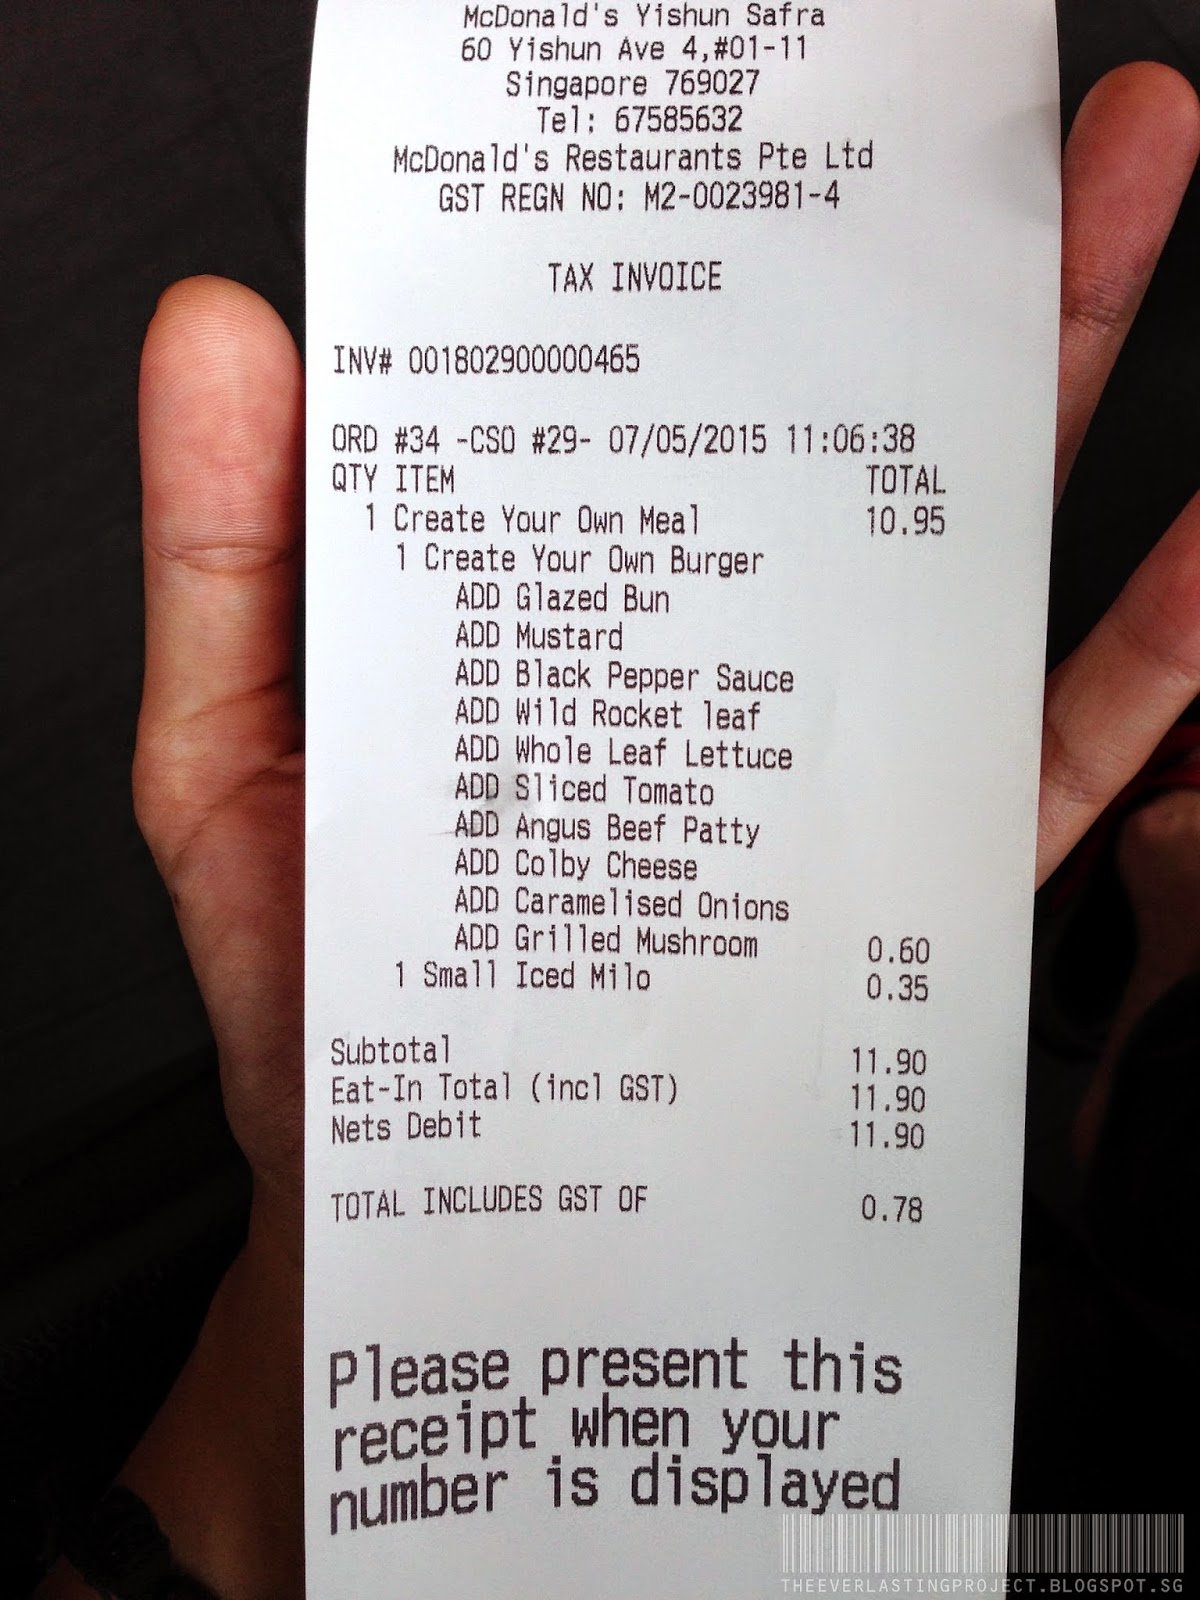 McDonald's Yishun Safra
60 Yishun Ave 4,#01-11
Singapore 769027
Tel: 67585632
McDonald's Restaurants Pte Ltd
GST REGN NO: M2-0023981-4
TAX INVOICE
INV# 001802900000465
ORD #34 -CSO #29- 07/05/2015 11:06:38
QTY ITEM TOTAL
1 Create Your Own Meal 10.95
1 Create Your Own Burger
ADD Glazed Bun
ADD Mustard
ADD Black Pepper Sauce
ADD Wild Rocket leaf
ADD Whole Leaf Lettuce
ADD Sliced Tomato
ADD Angus Beef Patty
ADD Colby Cheese
ADD Caramelised Onions
ADD Grilled Mushroom 0.60
1 Small Iced Milo 0.35
Subtotal 11.90
Eat-In Total (incl GST) 11.90
Nets Debit 11.90
TOTAL INCLUDES GST OF 0.78
Please present this
receipt when your
number is displayed
THEEVERLASTINGPROJECT.BLOGSPOT.SG